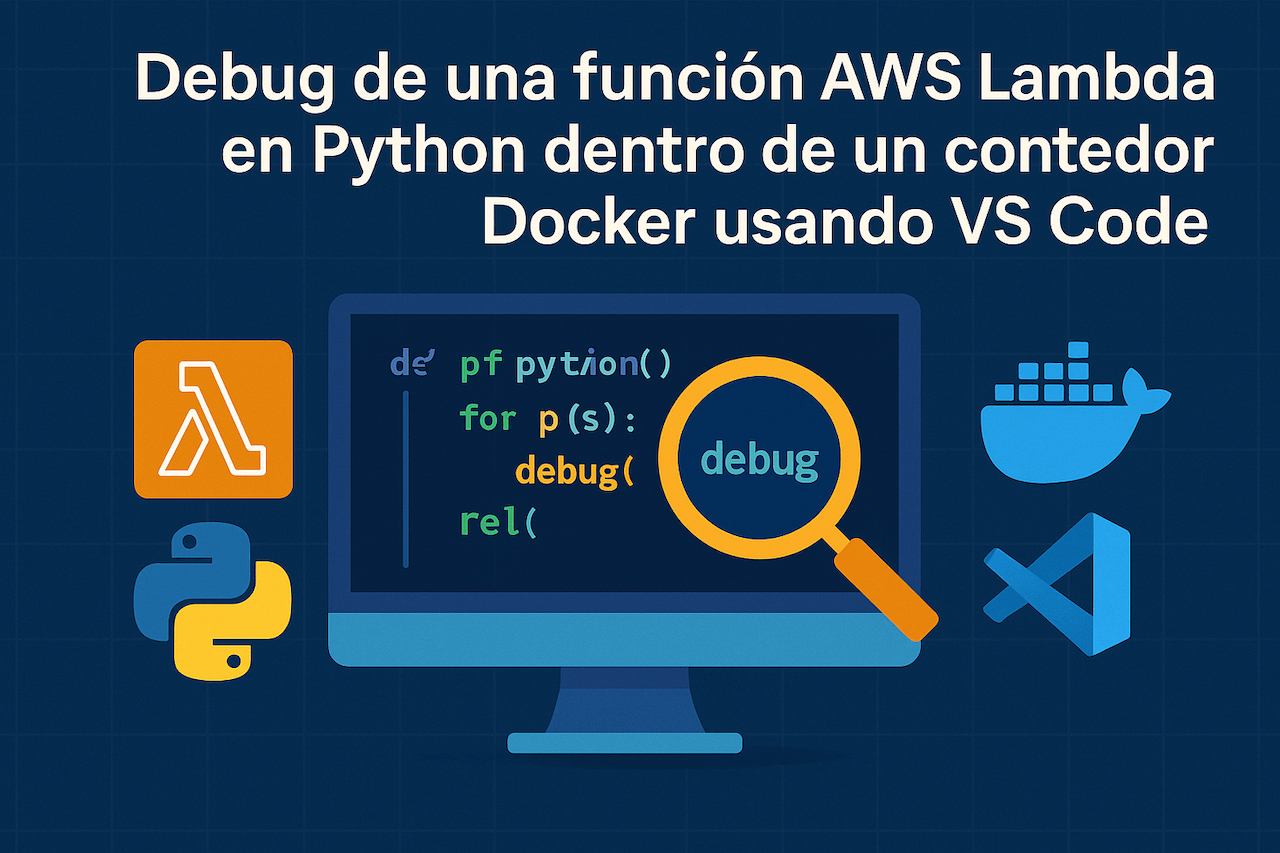 Debug de una función AWS Lambda
en Python dentro de un contedor
Docker usando VS Code
pf pytion()
for p(s):
debug(
rel(
debug